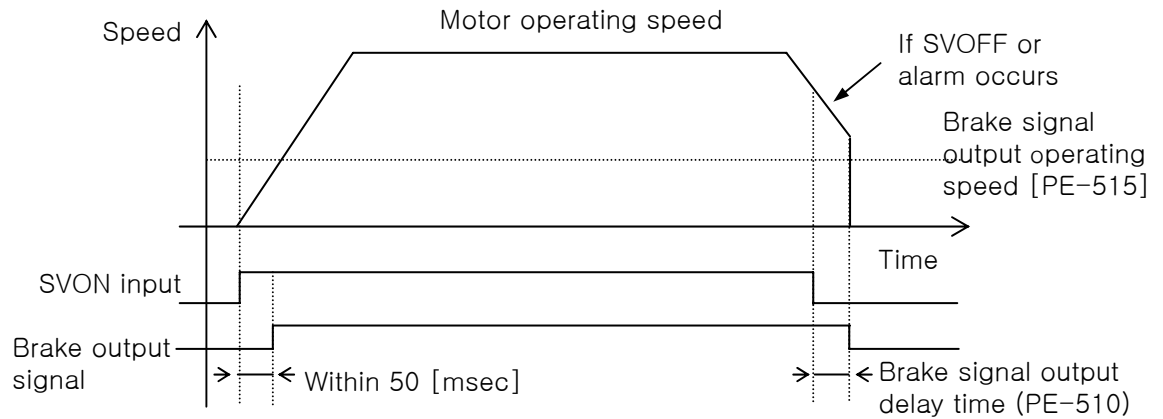 Motor operating speed
Speed
If SVOFF or
alarm occurs
Brake signal
output operating
speed [PE-515]
Time
SVON input
Brake output
signal
Within 50 [msec]
Brake signal output
delay time (PE-510)